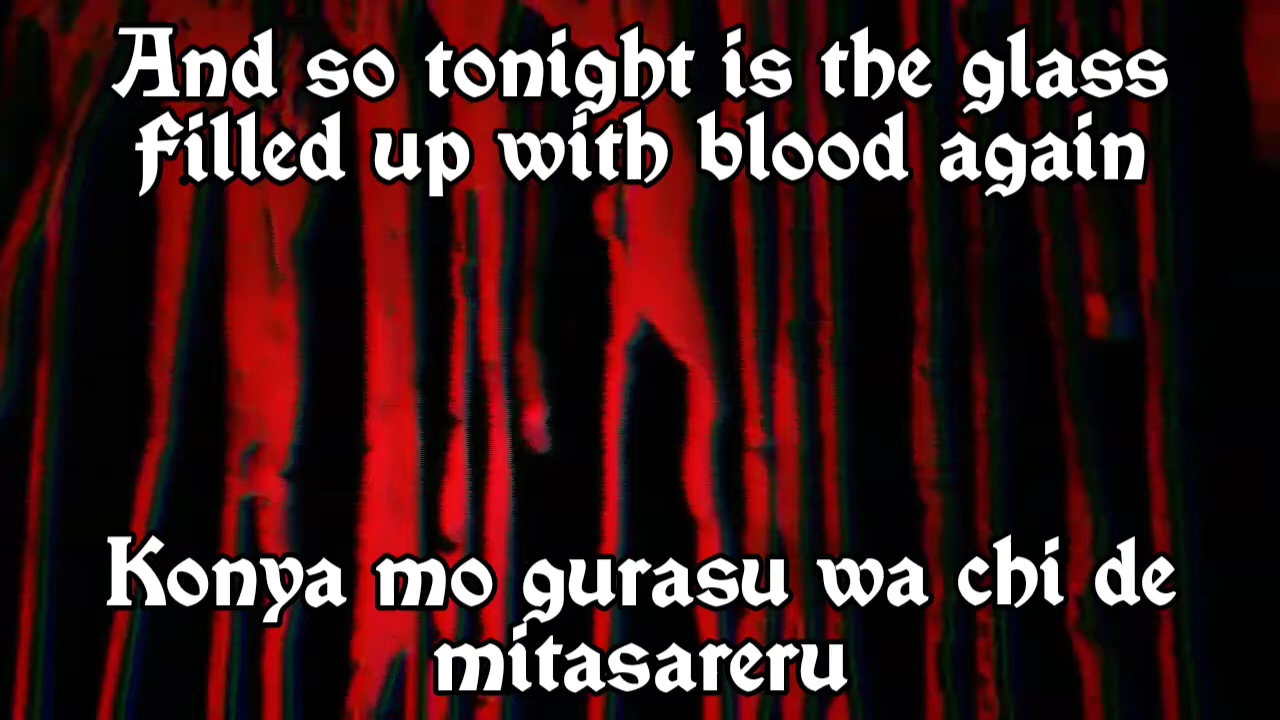 And so tonight is the glass
filled up with blood again
Konya mo gurasu wa chi de
mitasareru